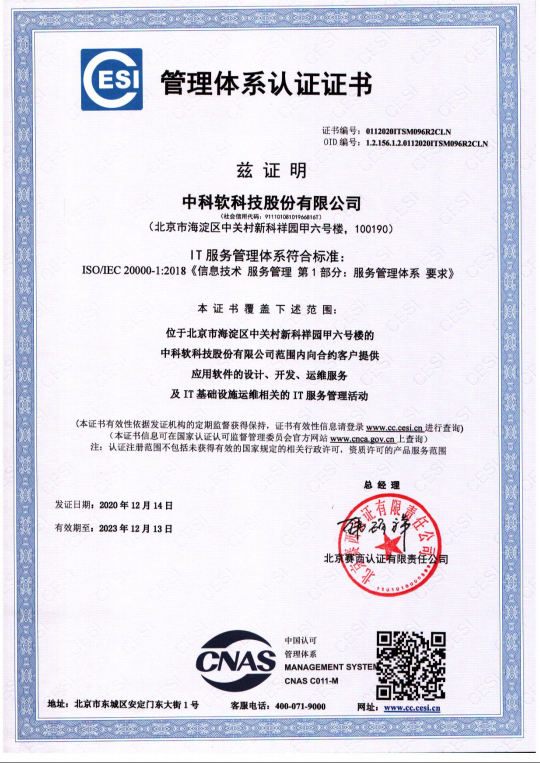 CESI
管理体系认证证书
证书编号：0112020ITSM096R2CLN
OID 编号：1.2.156.1.2.0112020ITSM096R2CLN
兹 证 明
中科软科技股份有限公司
（社会信用代码：91110108101966816T）
（北京市海淀区中关村新科祥园甲六号楼，100190）
IT 服务管理体系符合标准：
ISO/IEC 20000-1:2018《信息技术 服务管理 第 1 部分：服务管理体系 要求》
本 证 书 覆 盖 下 述 范 围：
位于北京市海淀区中关村新科祥园甲六号楼的
中科软科技股份有限公司范围内向合约客户提供
应用软件的设计、开发、运维服务
及 IT 基础设施运维相关的 IT 服务管理活动
(本证书有效性依据发证机构的定期监督获得保持，证书有效性信息请登录 www.cc.cesi.cn 进行查询)
（本证书信息可在国家认证认可监督管理委员会官方网站 www.cnca.gov.cn 上查询）
注：认证注册范围不包括未获得有效的国家规定的相关行政许可，资质许可的产品服务范围
总 经 理
发证日期：2020 年 12 月 14 日
有效期至：2023 年 12 月 13 日
北京赛西认证有限责任公司
北京赛西认证有限责任公司
CNAS
中国认可
管理体系
MANAGEMENT SYSTEM
CNAS C011-M
地址：北京市东城区安定门东大街 1 号
客服电话：400-071-9000
网址：www.cc.cesi.cn